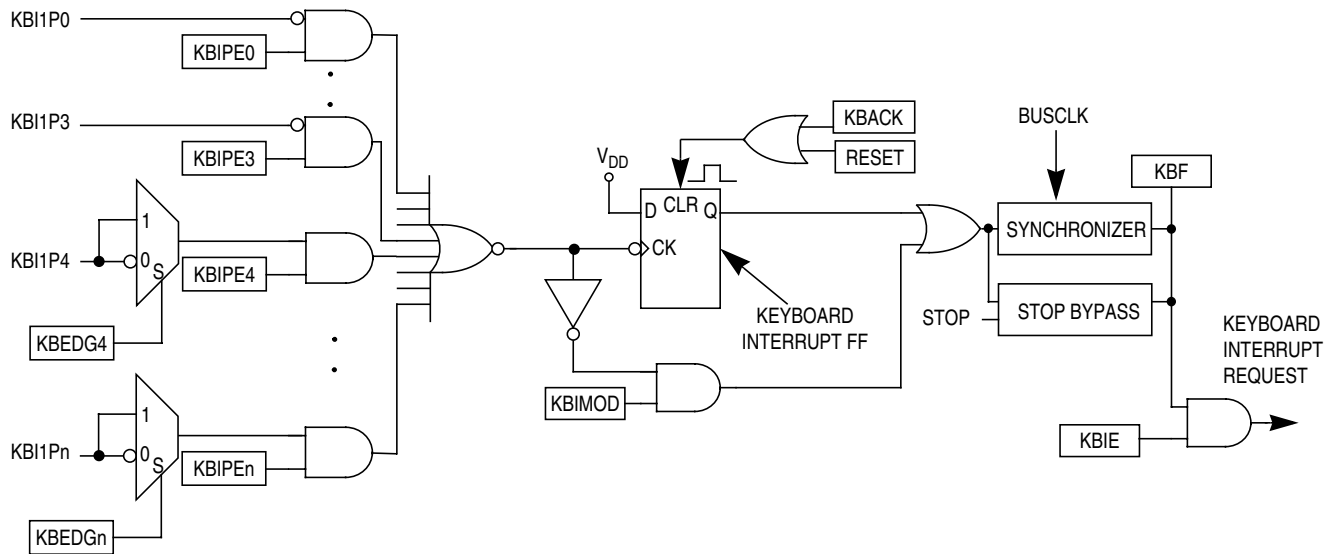 KBI1P0
KBIPE0
KBI1P3
KBIPE3
KBACK
RESET
BUSCLK
VDD
KBF
D CLR Q
CK
1
0
S
KBI1P4
KBIPE4
KBEDG4
SYNCHRONIZER
STOP
STOP BYPASS
KEYBOARD
INTERRUPT FF
KEYBOARD
INTERRUPT
REQUEST
KBIMOD
1
0
S
KBI1Pn
KBIPEn
KBEDGn
KBIE